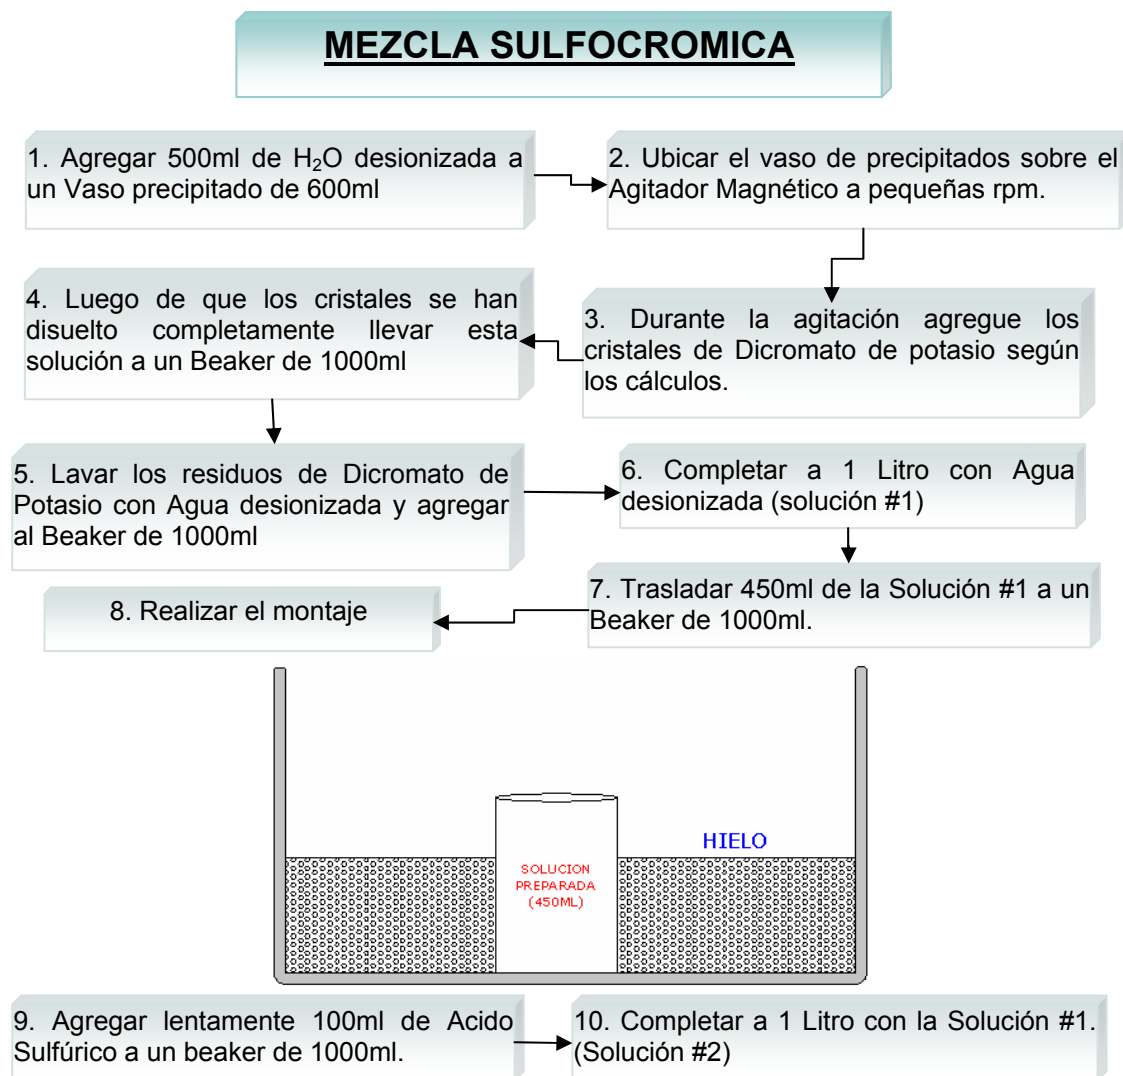 MEZCLA SULFOCROMICA
1. Agregar 500ml de H₂O desionizada a
un Vaso precipitado de 600ml
2. Ubicar el vaso de precipitados sobre el
Agitador Magnético a pequeñas rpm.
3. Durante la agitación agregue los
cristales de Dicromato de potasio según
los cálculos.
4. Luego de que los cristales se han
disuelto completamente llevar esta
solución a un Beaker de 1000ml
5. Lavar los residuos de Dicromato de
Potasio con Agua desionizada y agregar
al Beaker de 1000ml
6. Completar a 1 Litro con Agua
desionizada (solución #1)
7. Trasladar 450ml de la Solución #1 a un
Beaker de 1000ml.
8. Realizar el montaje
HIELO
SOLUCION
PREPARADA
(450ML)
9. Agregar lentamente 100ml de Acido
Sulfúrico a un beaker de 1000ml.
10. Completar a 1 Litro con la Solución #1.
(Solución #2)